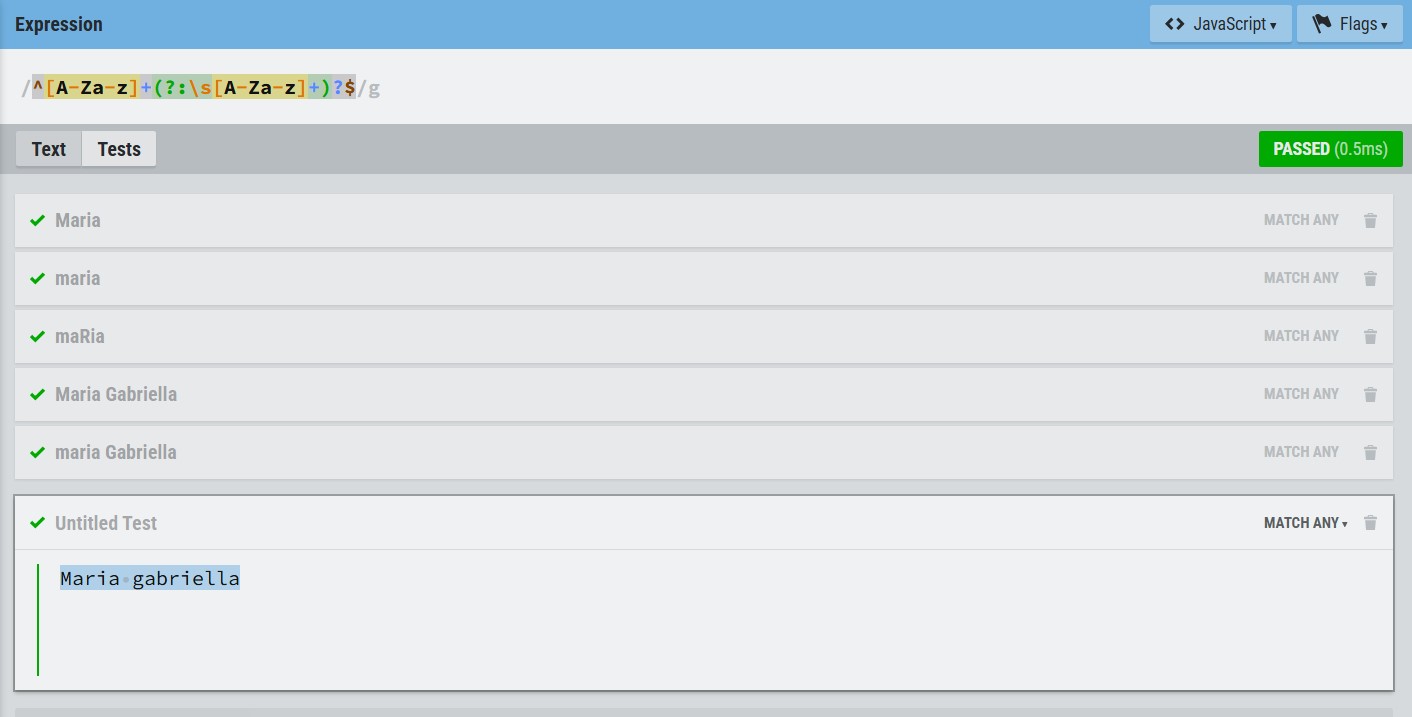 Expression
<> JavaScript ▾
Flags ▾
/^[A-Za-z]+(?:\s[A-Za-z]+)?$/g
Text
Tests
PASSED (0.5ms)
Maria
MATCH ANY
maria
MATCH ANY
maRia
MATCH ANY
Maria Gabriella
MATCH ANY
maria Gabriella
MATCH ANY
Untitled Test
MATCH ANY ▾
Maria·gabriella